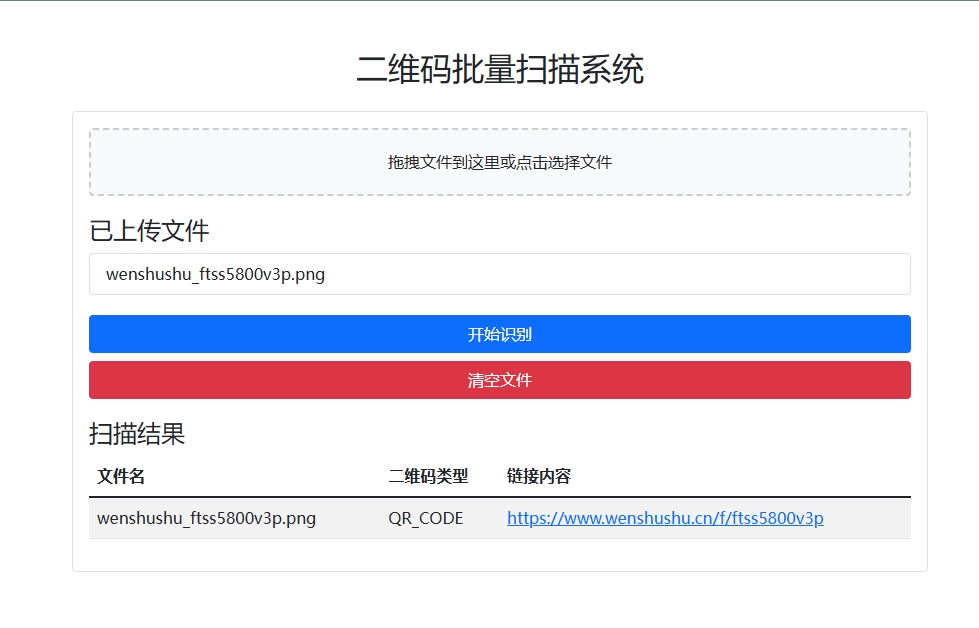 二维码批量扫描系统
拖拽文件到这里或点击选择文件
已上传文件
wenshushu_ftss5800v3p.png
开始识别
清空文件
扫描结果
文件名 二维码类型 链接内容
wenshushu_ftss5800v3p.png QR_CODE https://www.wenshushu.cn/f/ftss5800v3p